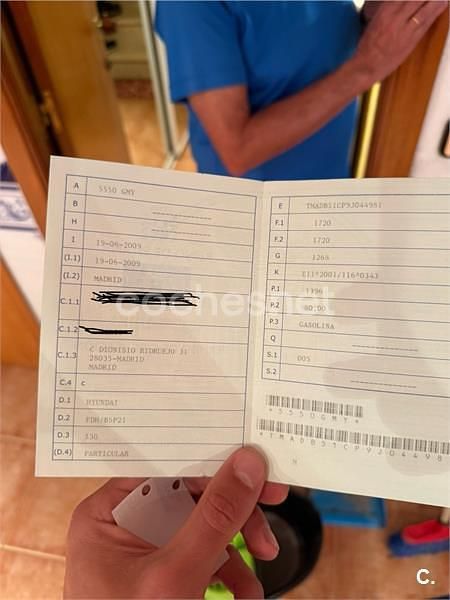 A 5550 GMY
B ------------
H ------------
I 19-06-2009
(I.1) 19-06-2009
(I.2) MADRID
C.1.1
C.1.2
C.1.3 C DIONISIO RIDRUEJO 31
28035-MADRID
MADRID
C.4 C
D.1 HYUNDAI
D.2 FDH/B5P21
D.3 I30
(D.4) PARTICULAR
E TMADB51CP9J044981
F.1 1720
F.2 1720
G 1268
K E11*2001/116*0343
P.1 1396
P.2 80,00
P.3 GASOLINA
Q ------------
S.1 005
S.2 ------------
*5550GMY*
*TMADB51CP9J04498
N
coches.net
C.